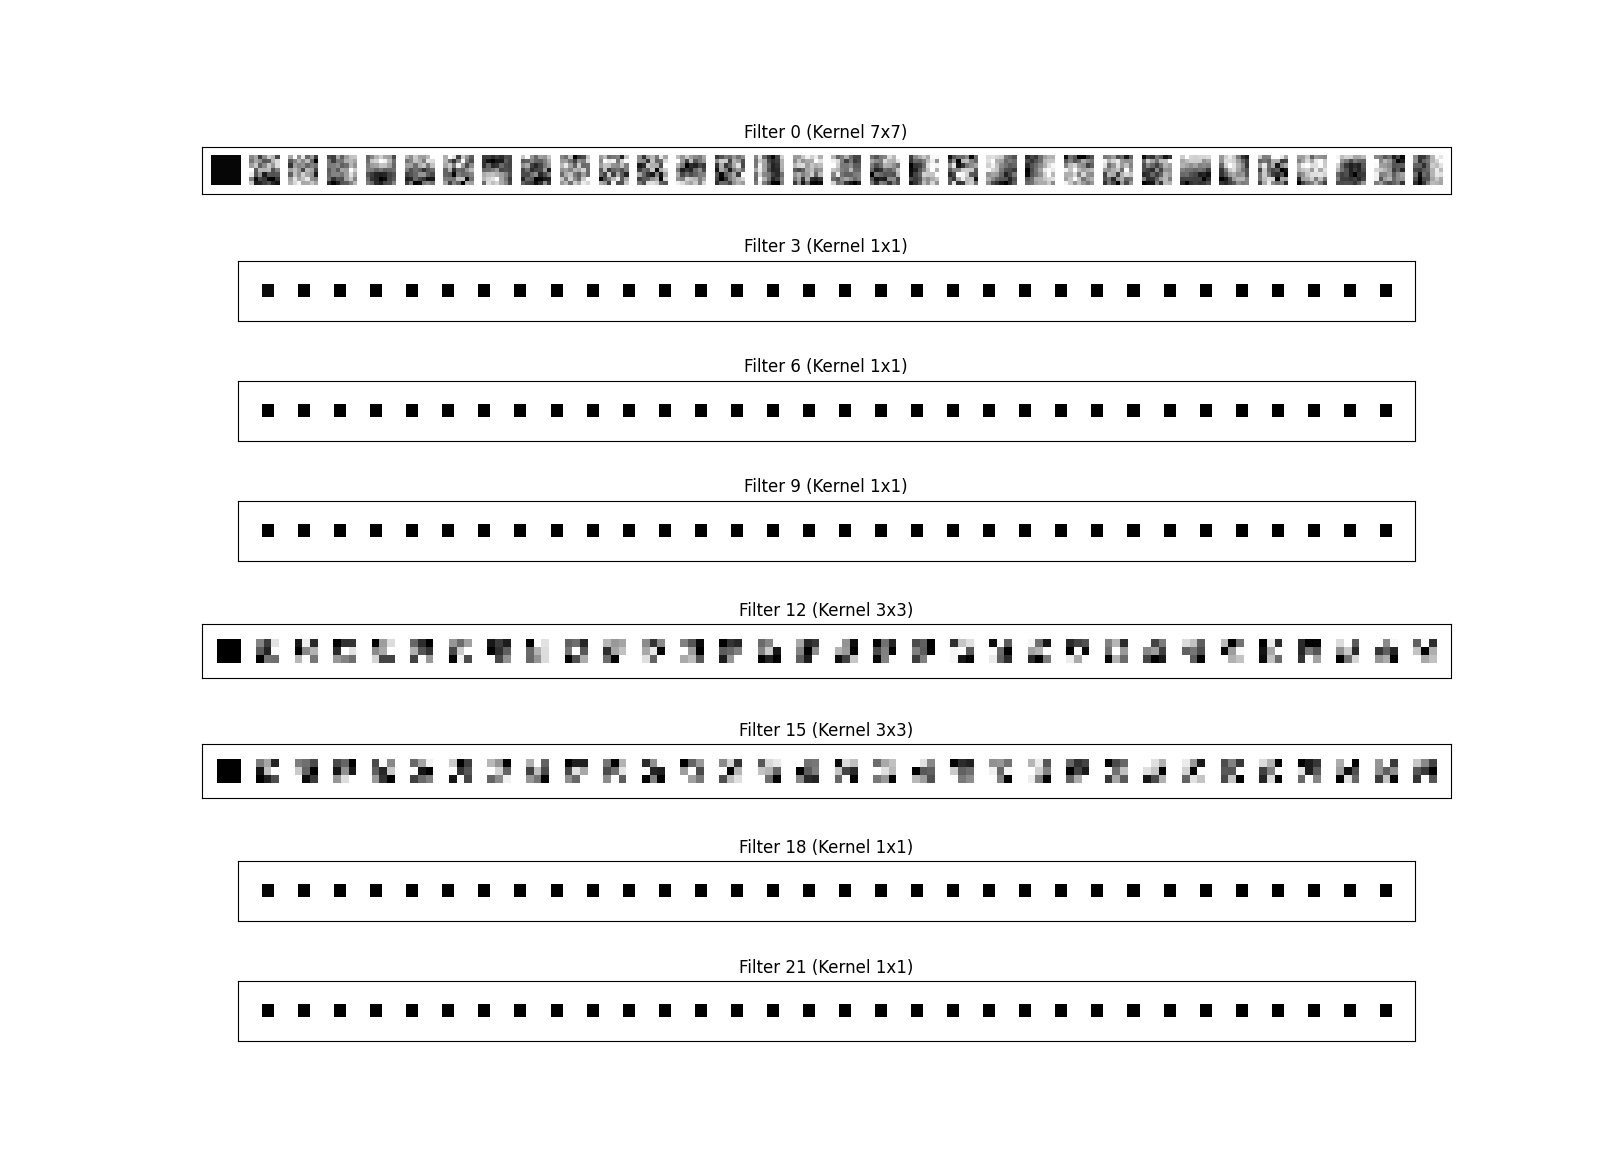 Filter 0 (Kernel 7x7)
Filter 3 (Kernel 1x1)
Filter 6 (Kernel 1x1)
Filter 9 (Kernel 1x1)
Filter 12 (Kernel 3x3)
Filter 15 (Kernel 3x3)
Filter 18 (Kernel 1x1)
Filter 21 (Kernel 1x1)